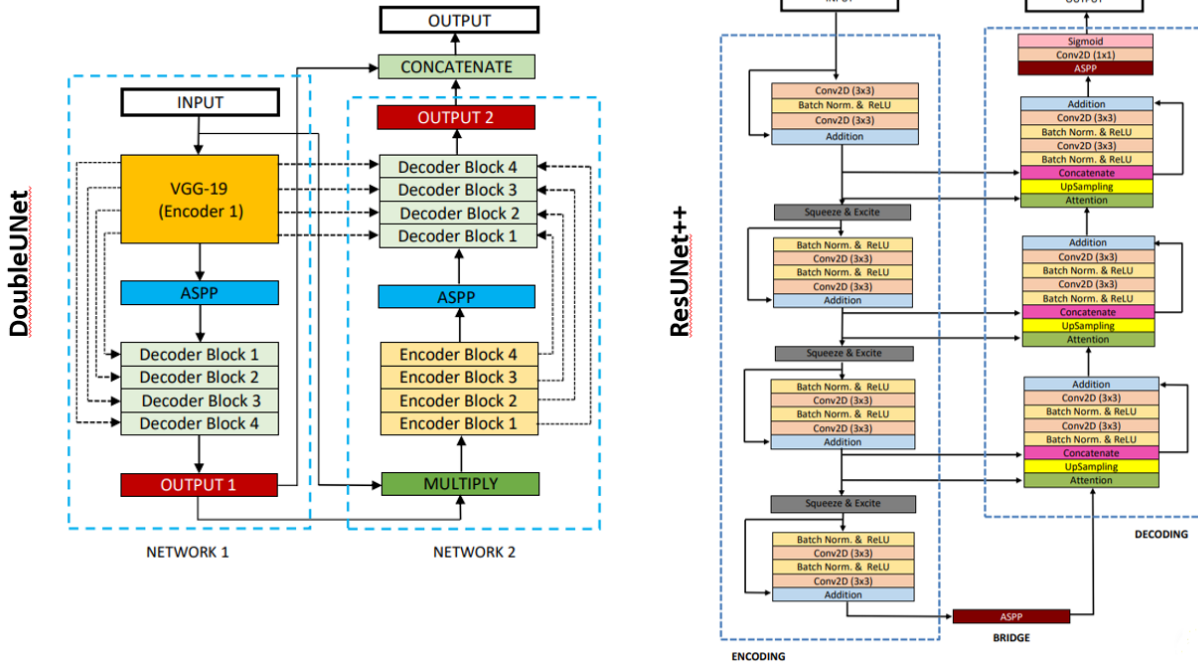 DoubleUNet
OUTPUT
CONCATENATE
INPUT
OUTPUT 2
VGG-19
(Encoder 1)
Decoder Block 4
Decoder Block 3
Decoder Block 2
Decoder Block 1
ASPP
ASPP
Decoder Block 1
Decoder Block 2
Decoder Block 3
Decoder Block 4
Encoder Block 4
Encoder Block 3
Encoder Block 2
Encoder Block 1
OUTPUT 1
MULTIPLY
NETWORK 1
NETWORK 2
ResUNet++
INPUT
Conv2D (3x3)
Batch Norm. & ReLU
Conv2D (3x3)
Addition
Squeeze & Excite
Batch Norm. & ReLU
Conv2D (3x3)
Batch Norm. & ReLU
Conv2D (3x3)
Addition
Squeeze & Excite
Batch Norm. & ReLU
Conv2D (3x3)
Batch Norm. & ReLU
Conv2D (3x3)
Addition
Squeeze & Excite
Batch Norm. & ReLU
Conv2D (3x3)
Batch Norm. & ReLU
Conv2D (3x3)
Addition
ENCODING
ASPP
BRIDGE
OUTPUT
Sigmoid
Conv2D (1x1)
ASPP
Addition
Conv2D (3x3)
Batch Norm. & ReLU
Conv2D (3x3)
Batch Norm. & ReLU
Concatenate
UpSampling
Attention
Addition
Conv2D (3x3)
Batch Norm. & ReLU
Conv2D (3x3)
Batch Norm. & ReLU
Concatenate
UpSampling
Attention
Addition
Conv2D (3x3)
Batch Norm. & ReLU
Conv2D (3x3)
Batch Norm. & ReLU
Concatenate
UpSampling
Attention
DECODING